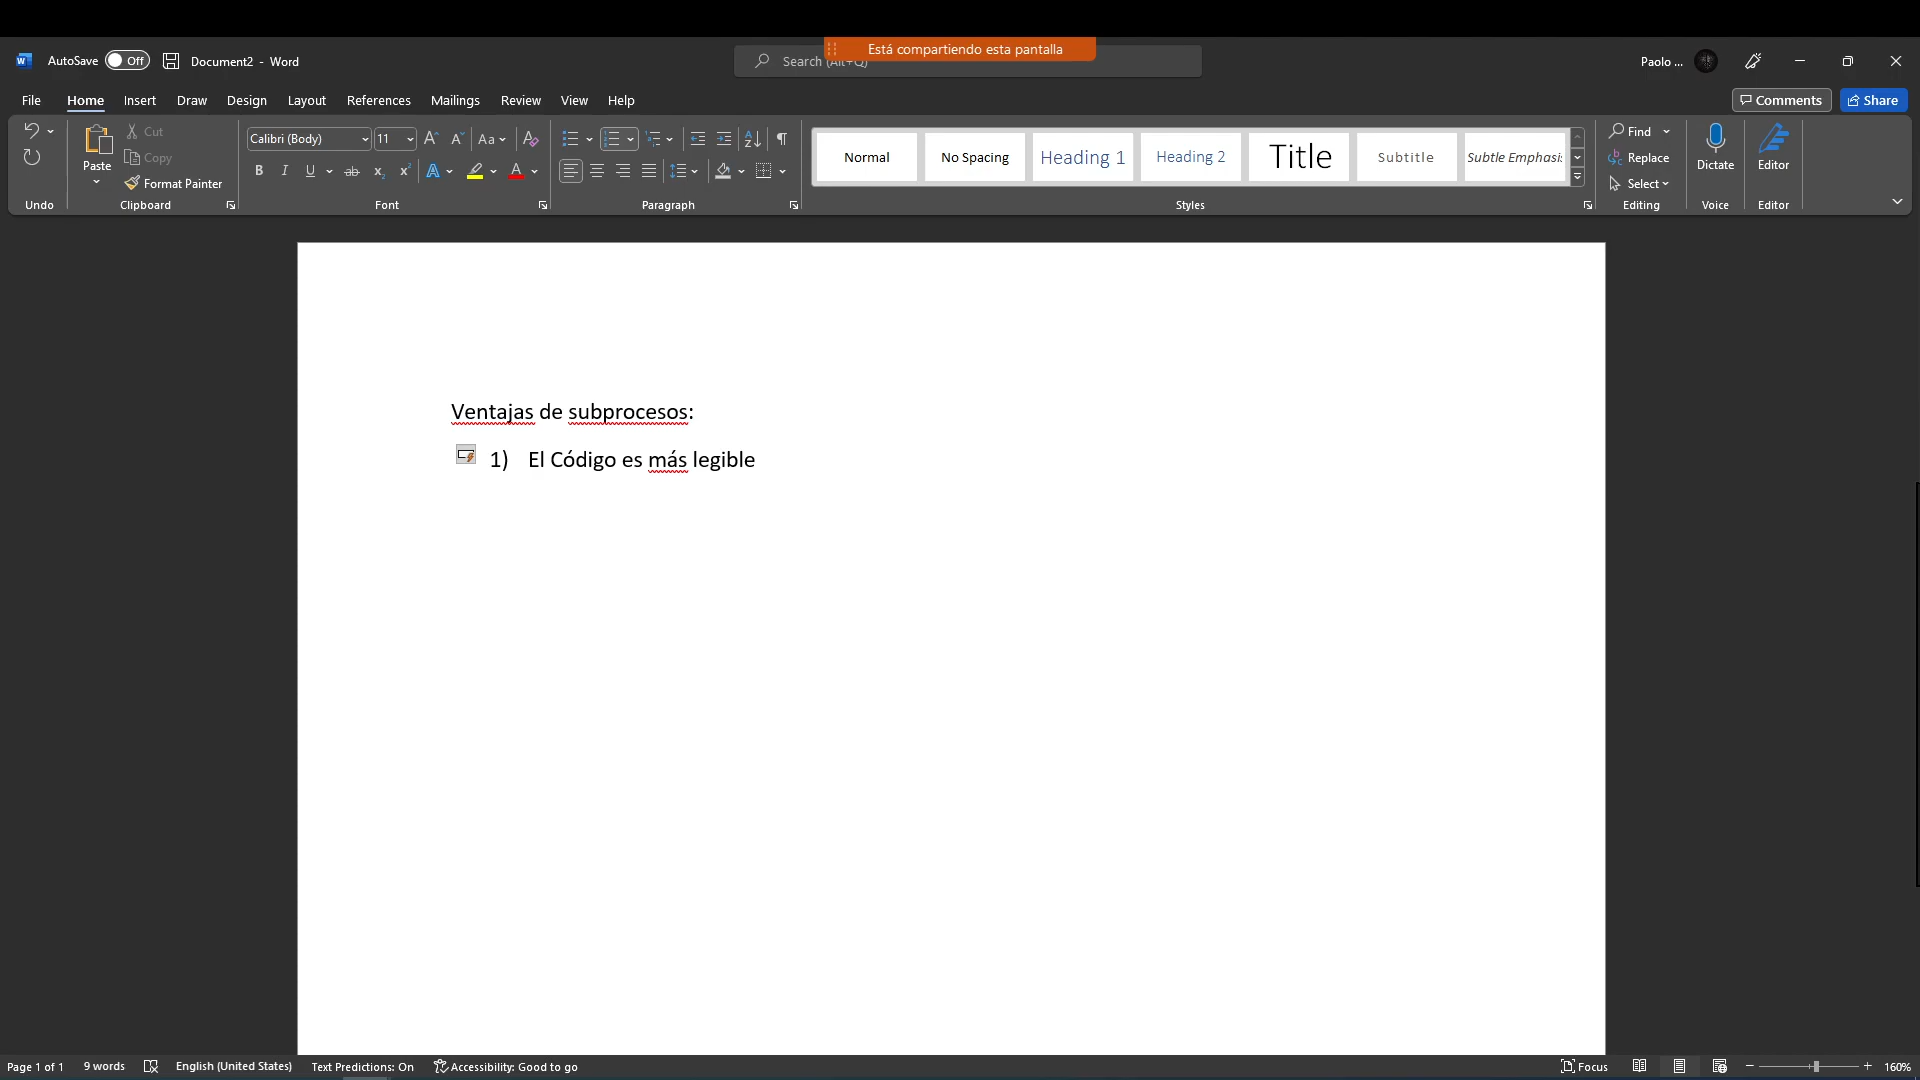 Está compartiendo esta pantalla
AutoSave Off Document2 - Word
Search (Alt+Q)
Paolo ...
File Home Insert Draw Design Layout References Mailings Review View Help
Comments Share
Paste Cut Copy Format Painter
Calibri (Body) 11
Normal No Spacing Heading 1 Heading 2 Title Subtitle Subtle Emphasi
Find Replace Select
Dictate Editor
Undo Clipboard Font Paragraph Styles Editing Voice Editor
Ventajas de subprocesos:
1) El Código es más legible
Page 1 of 1 9 words English (United States) Text Predictions: On Accessibility: Good to go Focus 160%